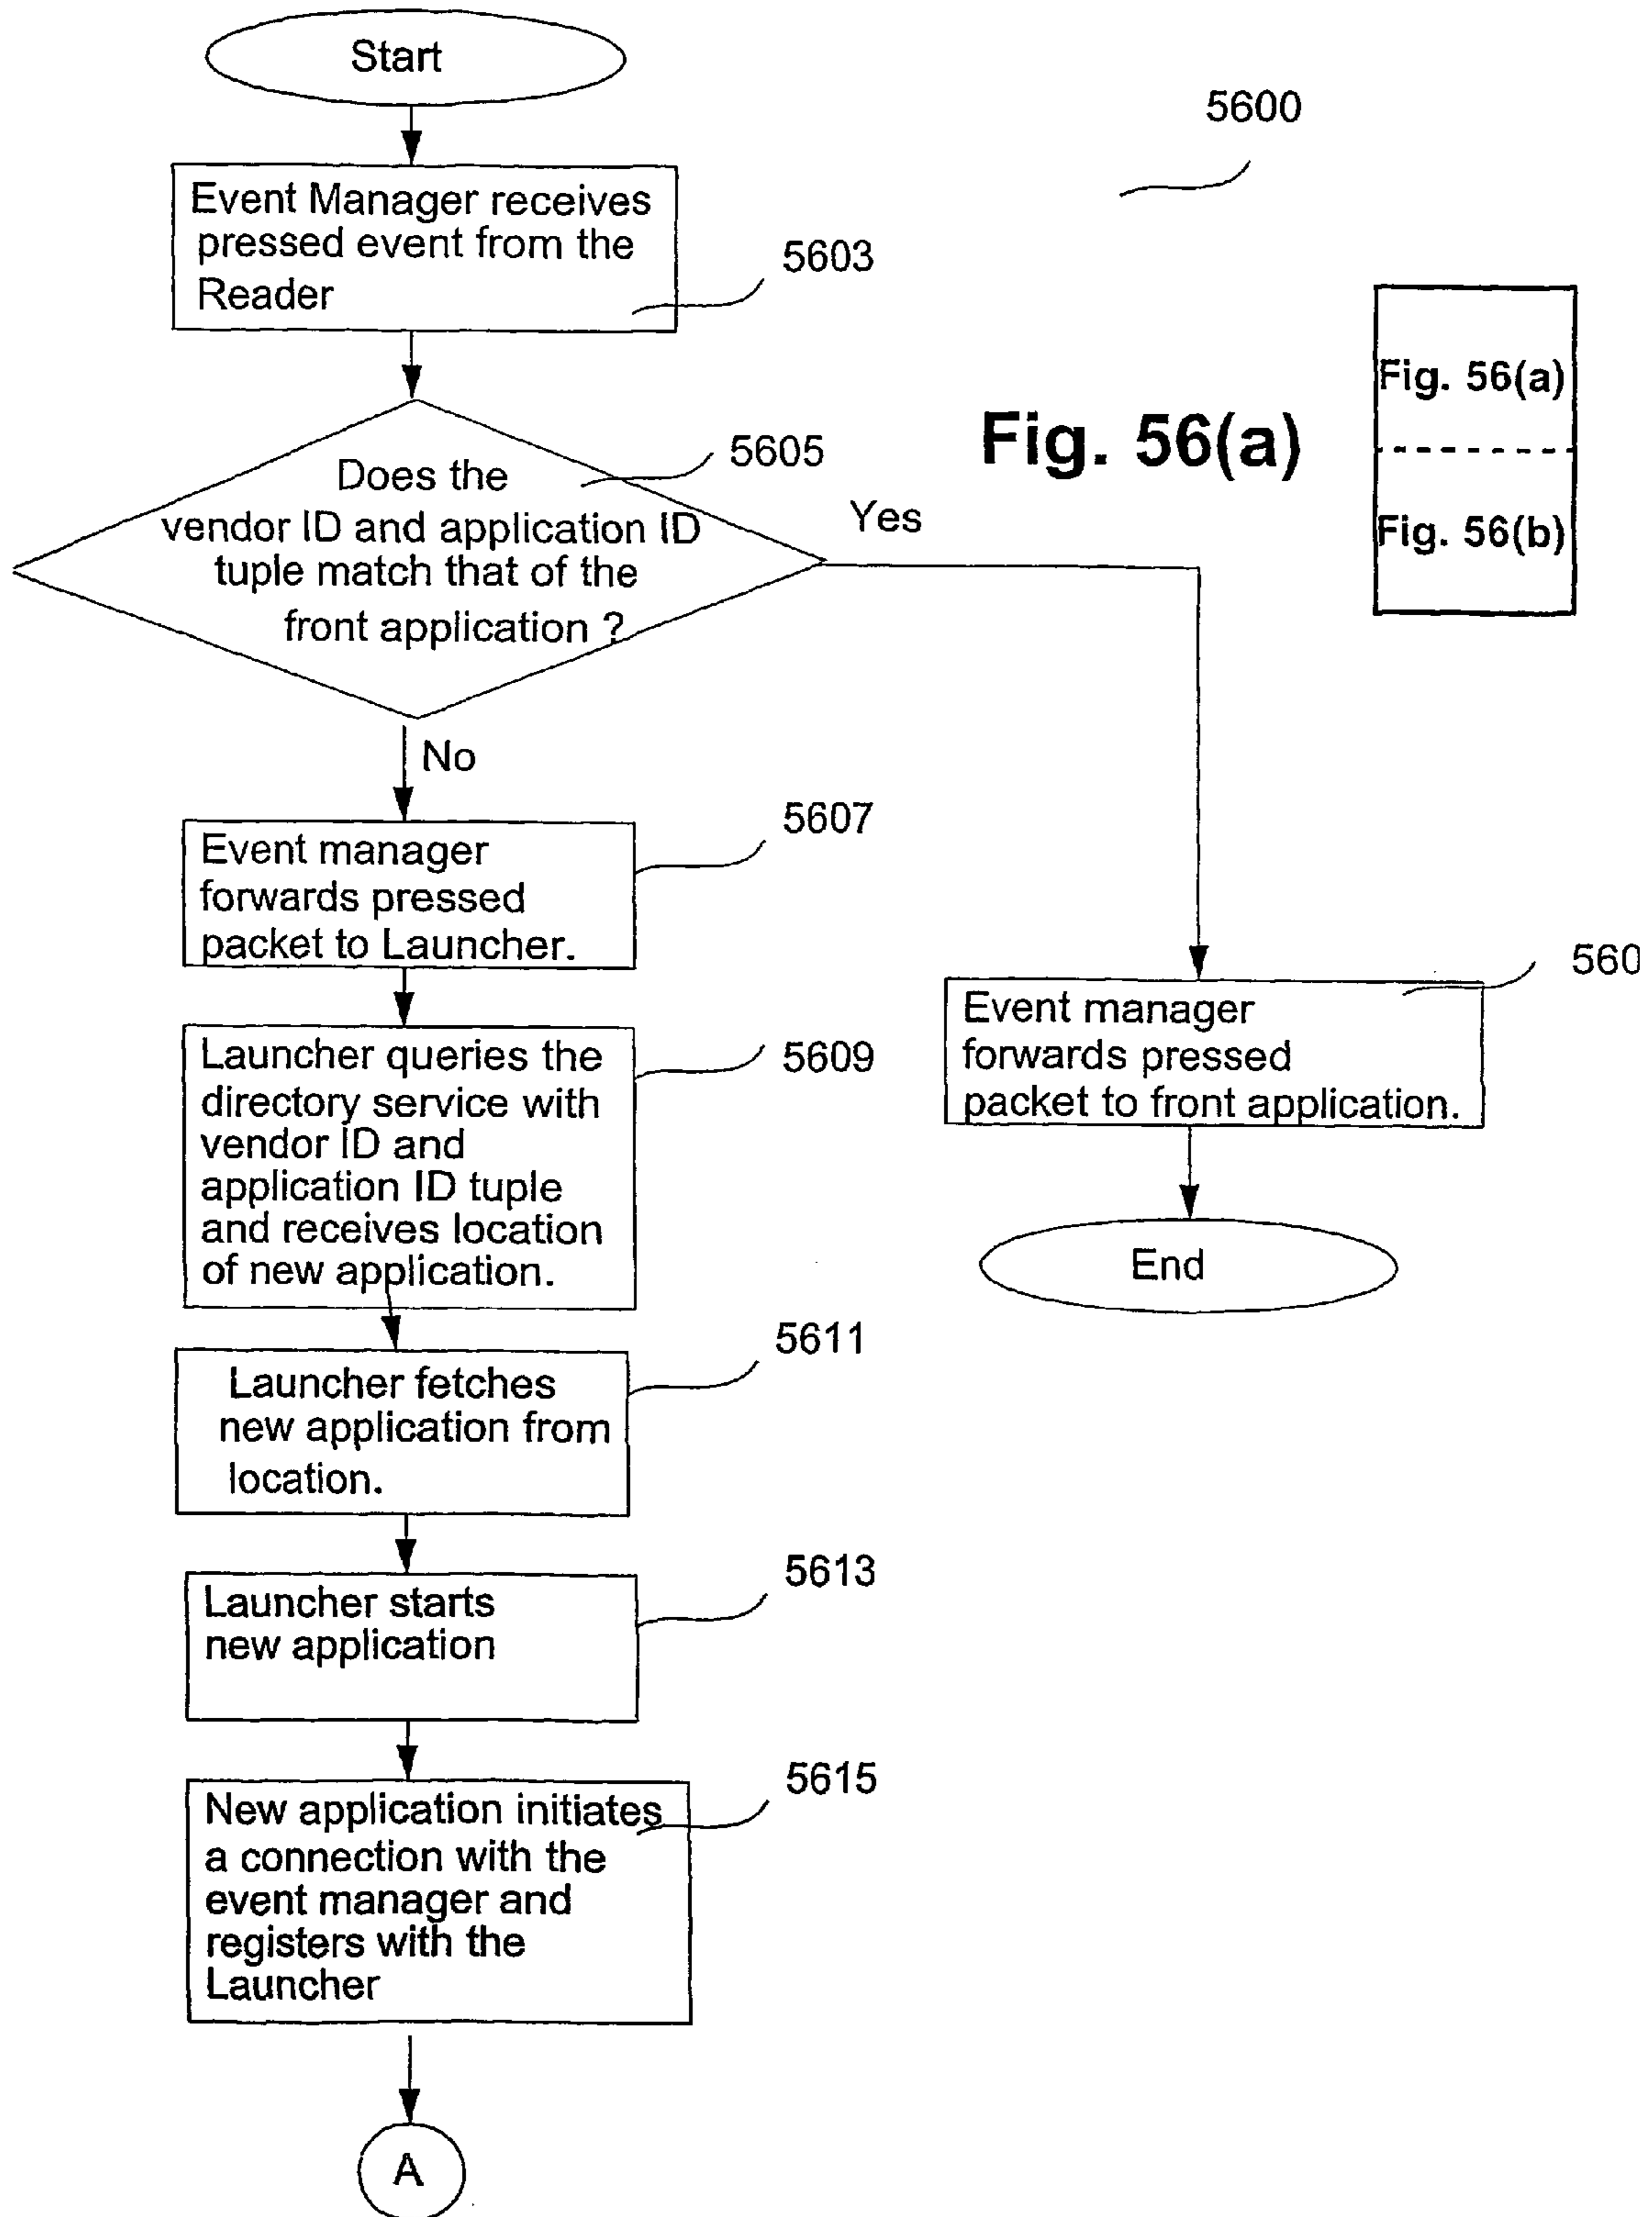 Start
5600
Event Manager receives
pressed event from the
Reader
5603
Fig. 56(a)
Fig. 56(a)
Fig. 56(b)
Does the
vendor ID and application ID
tuple match that of the
front application ?
5605
Yes
No
Event manager
forwards pressed
packet to Launcher.
5607
Event manager
forwards pressed
packet to front application.
560
End
Launcher queries the
directory service with
vendor ID and
application ID tuple
and receives location
of new application.
5609
Launcher fetches
new application from
location.
5611
Launcher starts
new application
5613
New application initiates
a connection with the
event manager and
registers with the
Launcher
5615
A